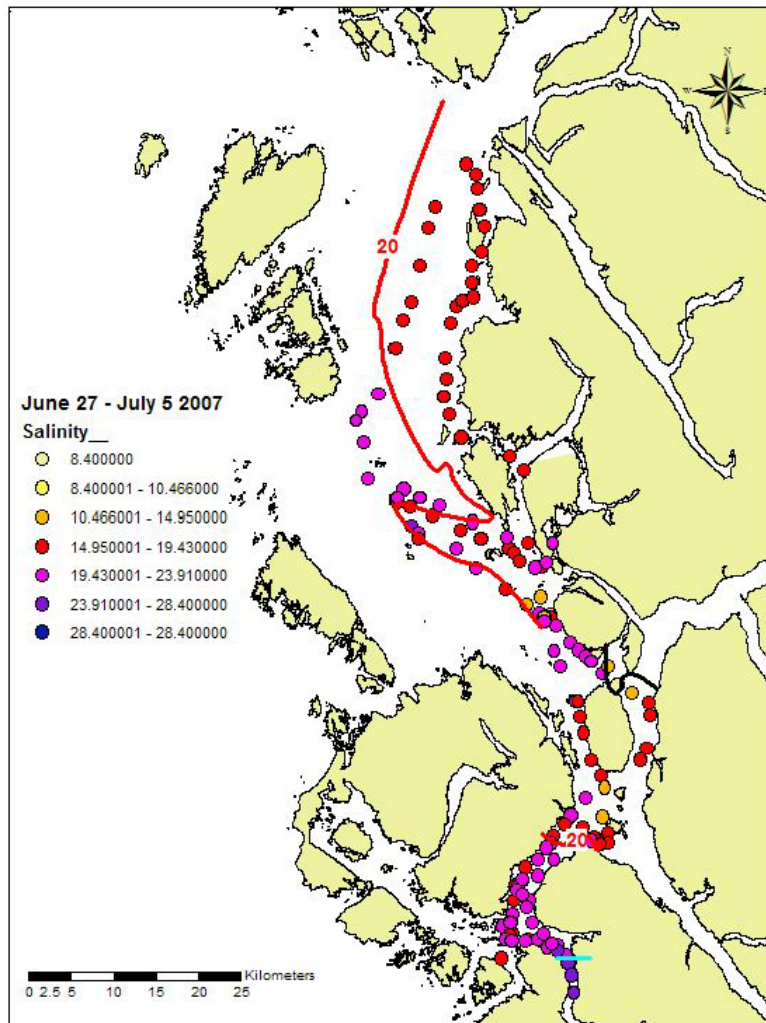 N
W
E
S
20
June 27 - July 5 2007
Salinity__
8.400000
8.400001 - 10.466000
10.466001 - 14.950000
14.950001 - 19.430000
19.430001 - 23.910000
23.910001 - 28.400000
28.400001 - 28.400000
20
Kilometers
0 2.5 5 10 15 20 25